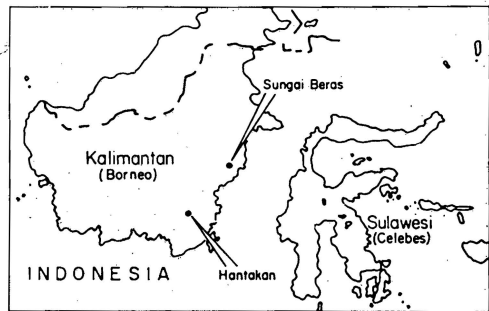 Sungai Beras
Kalimantan
(Borneo)
Sulawesi
(Celebes)
Hantakan
INDONESIA